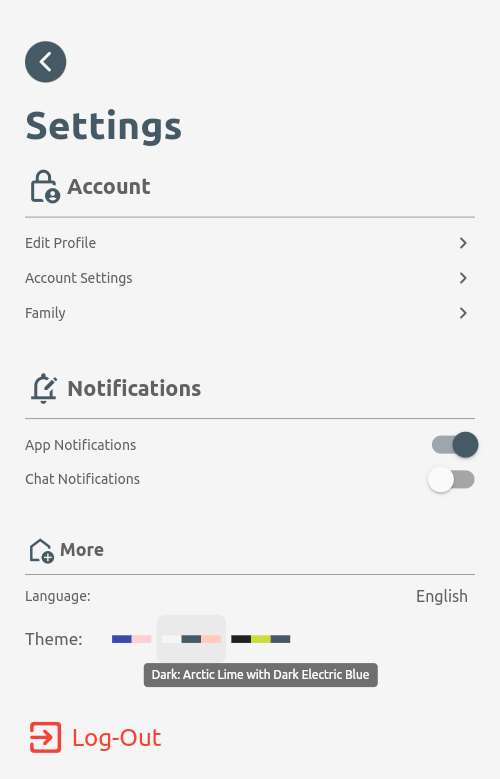 Settings
Account
Edit Profile
Account Settings
Family
Notifications
App Notifications
Chat Notifications
More
Language: English
Theme:
Dark: Arctic Lime with Dark Electric Blue
Log-Out